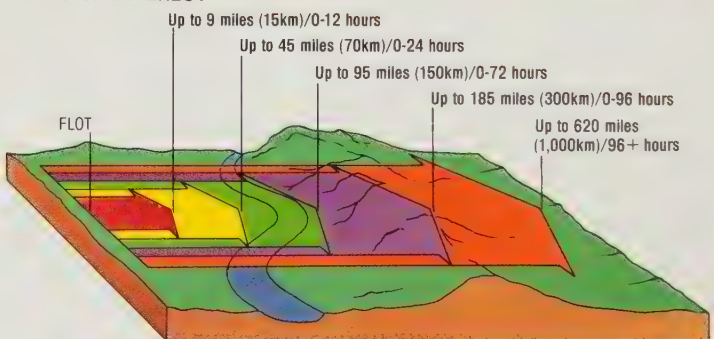 Up to 9 miles (15km)/0-12 hours
Up to 45 miles (70km)/0-24 hours
Up to 95 miles (150km)/0-72 hours
Up to 185 miles (300km)/0-96 hours
FLOT
Up to 620 miles
(1,000km)/96+ hours